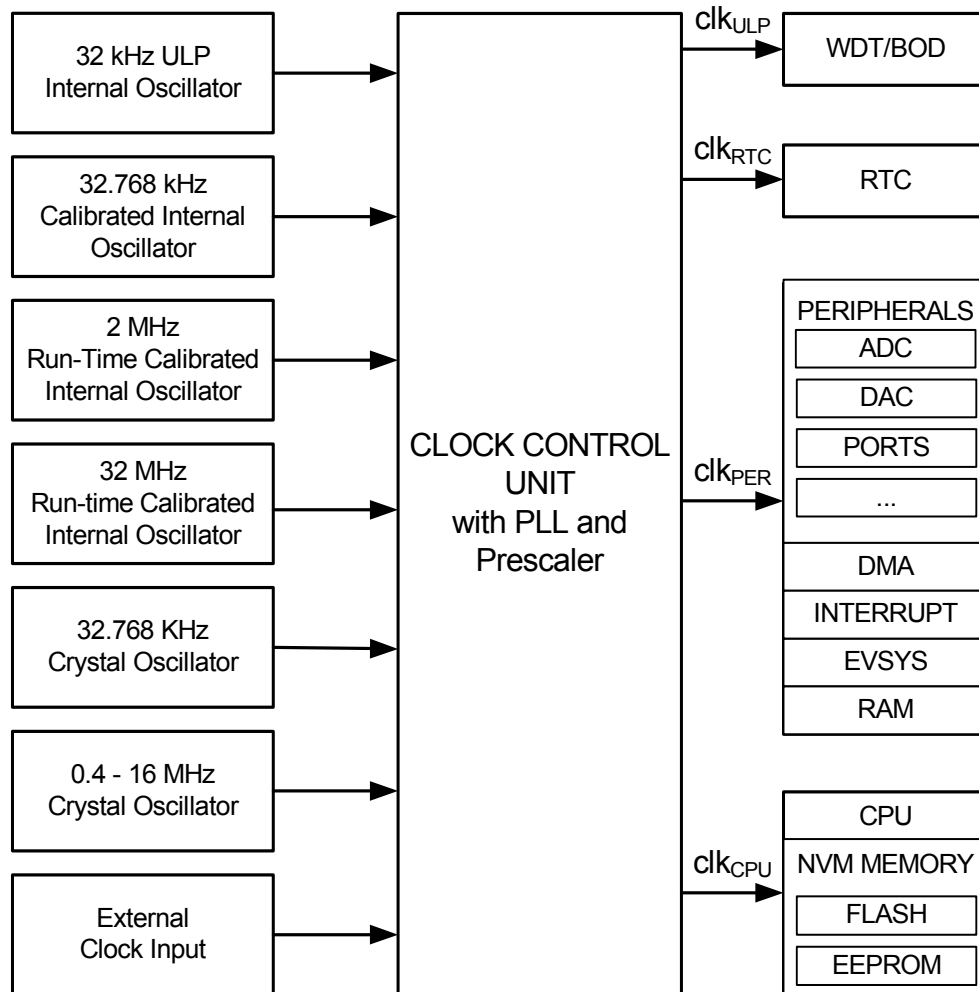 32 kHz ULP
Internal Oscillator
32.768 kHz
Calibrated Internal
Oscillator
2 MHz
Run-Time Calibrated
Internal Oscillator
32 MHz
Run-time Calibrated
Internal Oscillator
32.768 KHz
Crystal Oscillator
0.4 - 16 MHz
Crystal Oscillator
External
Clock Input
CLOCK CONTROL
UNIT
with PLL and
Prescaler
clkULP
WDT/BOD
clkRTC
RTC
clkPER
PERIPHERALS
ADC
DAC
PORTS
...
DMA
INTERRUPT
EVSYS
RAM
clkCPU
CPU
NVM MEMORY
FLASH
EEPROM